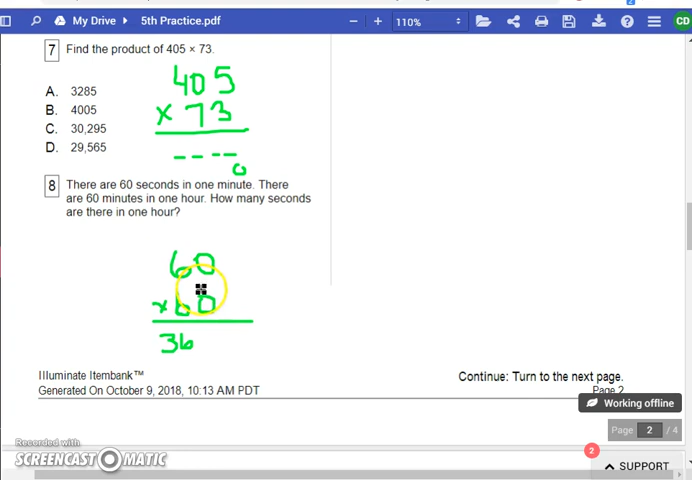 My Drive
5th Practice.pdf
110%
CD
2
7 Find the product of 405 × 73.
A. 3285
B. 4005
C. 30,295
D. 29,565
405
× 73
0
8 There are 60 seconds in one minute. There
are 60 minutes in one hour. How many seconds
are there in one hour?
60
× 60
36
Illuminate Itembank™
Generated On October 9, 2018, 10:13 AM PDT
Continue: Turn to the next page.
Page 2
Working offline
Page 2 / 4
Recorded with
SCREENCAST MATIC
2
SUPPORT